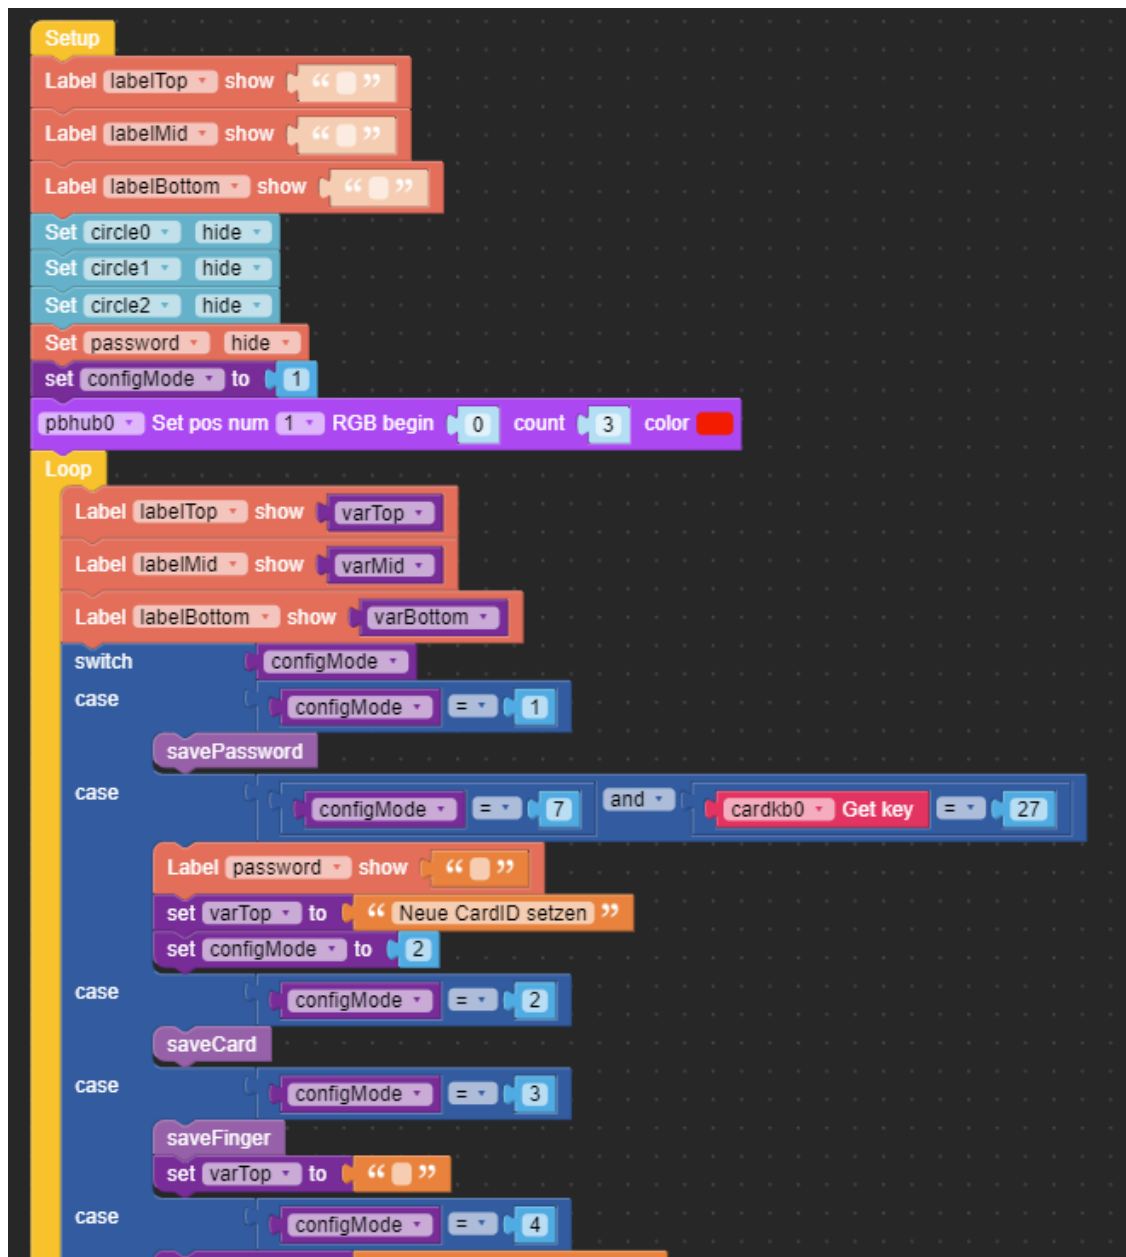 Setup
Label labelTop show “ ”
Label labelMid show “ ”
Label labelBottom show “ ”
Set circle0 hide
Set circle1 hide
Set circle2 hide
Set password hide
set configMode to 1
pbhub0 Set pos num 1 RGB begin 0 count 3 color
Loop
Label labelTop show varTop
Label labelMid show varMid
Label labelBottom show varBottom
switch configMode
case configMode = 1
savePassword
case configMode = 7 and cardkb0 Get key = 27
Label password show “ ”
set varTop to “ Neue CardID setzen ”
set configMode to 2
case configMode = 2
saveCard
case configMode = 3
saveFinger
set varTop to “ ”
case configMode = 4